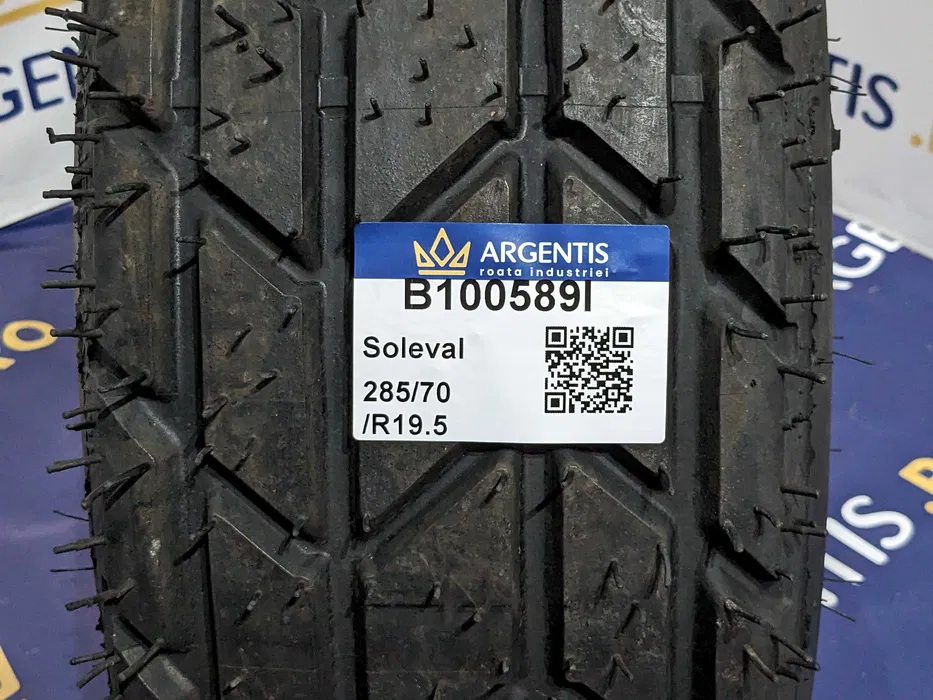 ARGENTIS
roata industriei
B100589I
Soleval
285/70
/R19.5